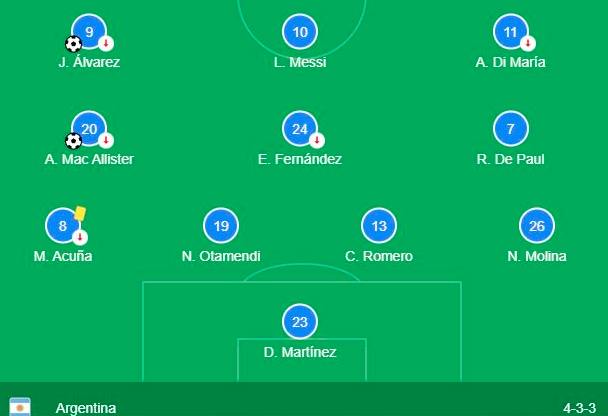 9 10 11
J. Álvarez L. Messi A. Di María
20 24 7
A. Mac Allister E. Fernández R. De Paul
8 19 13 26
M. Acuña N. Otamendi C. Romero N. Molina
23
D. Martínez
Argentina 4-3-3